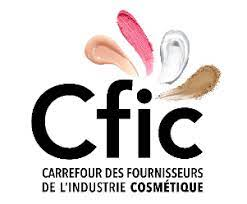 Cfic
CARREFOUR DES FOURNISSEURS
DE L'INDUSTRIE COSMÉTIQUE